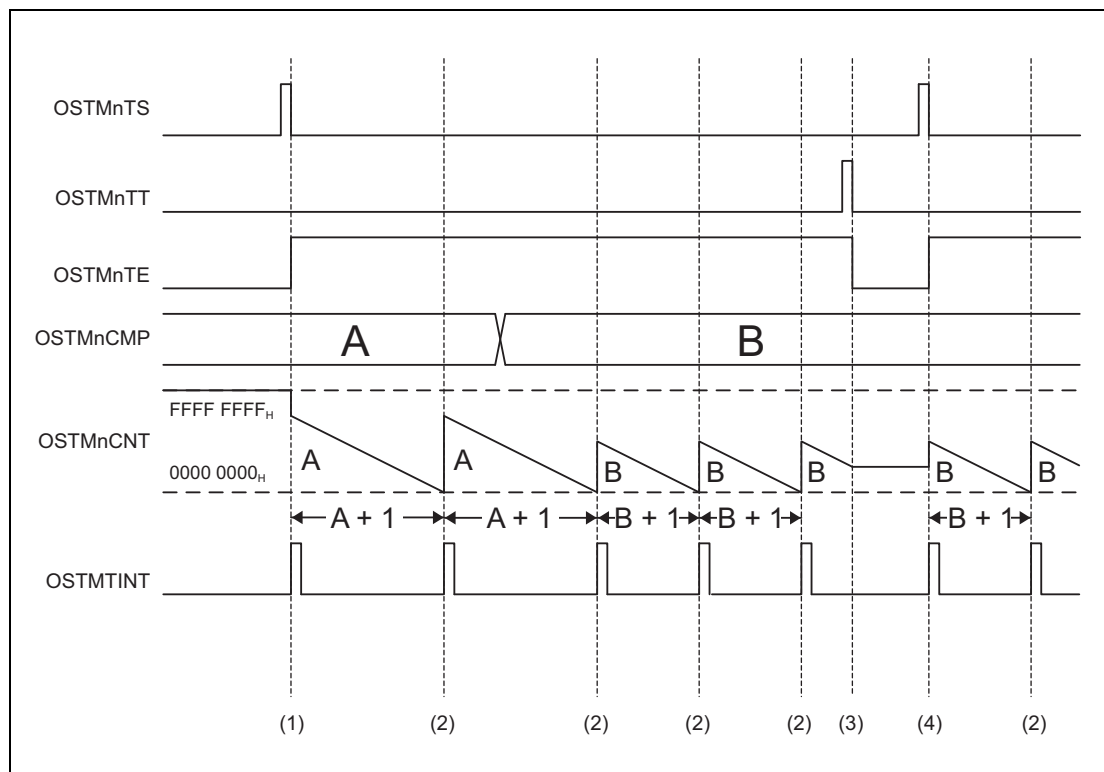 OSTMnTS
OSTMnTT
OSTMnTE
OSTMnCMP
A
B
FFFF FFFFH
OSTMnCNT
A
A
B
B
B
B
B
0000 0000H
A + 1
A + 1
B + 1
B + 1
B + 1
OSTMTINT
(1) (2) (2) (2) (2) (3) (4) (2)